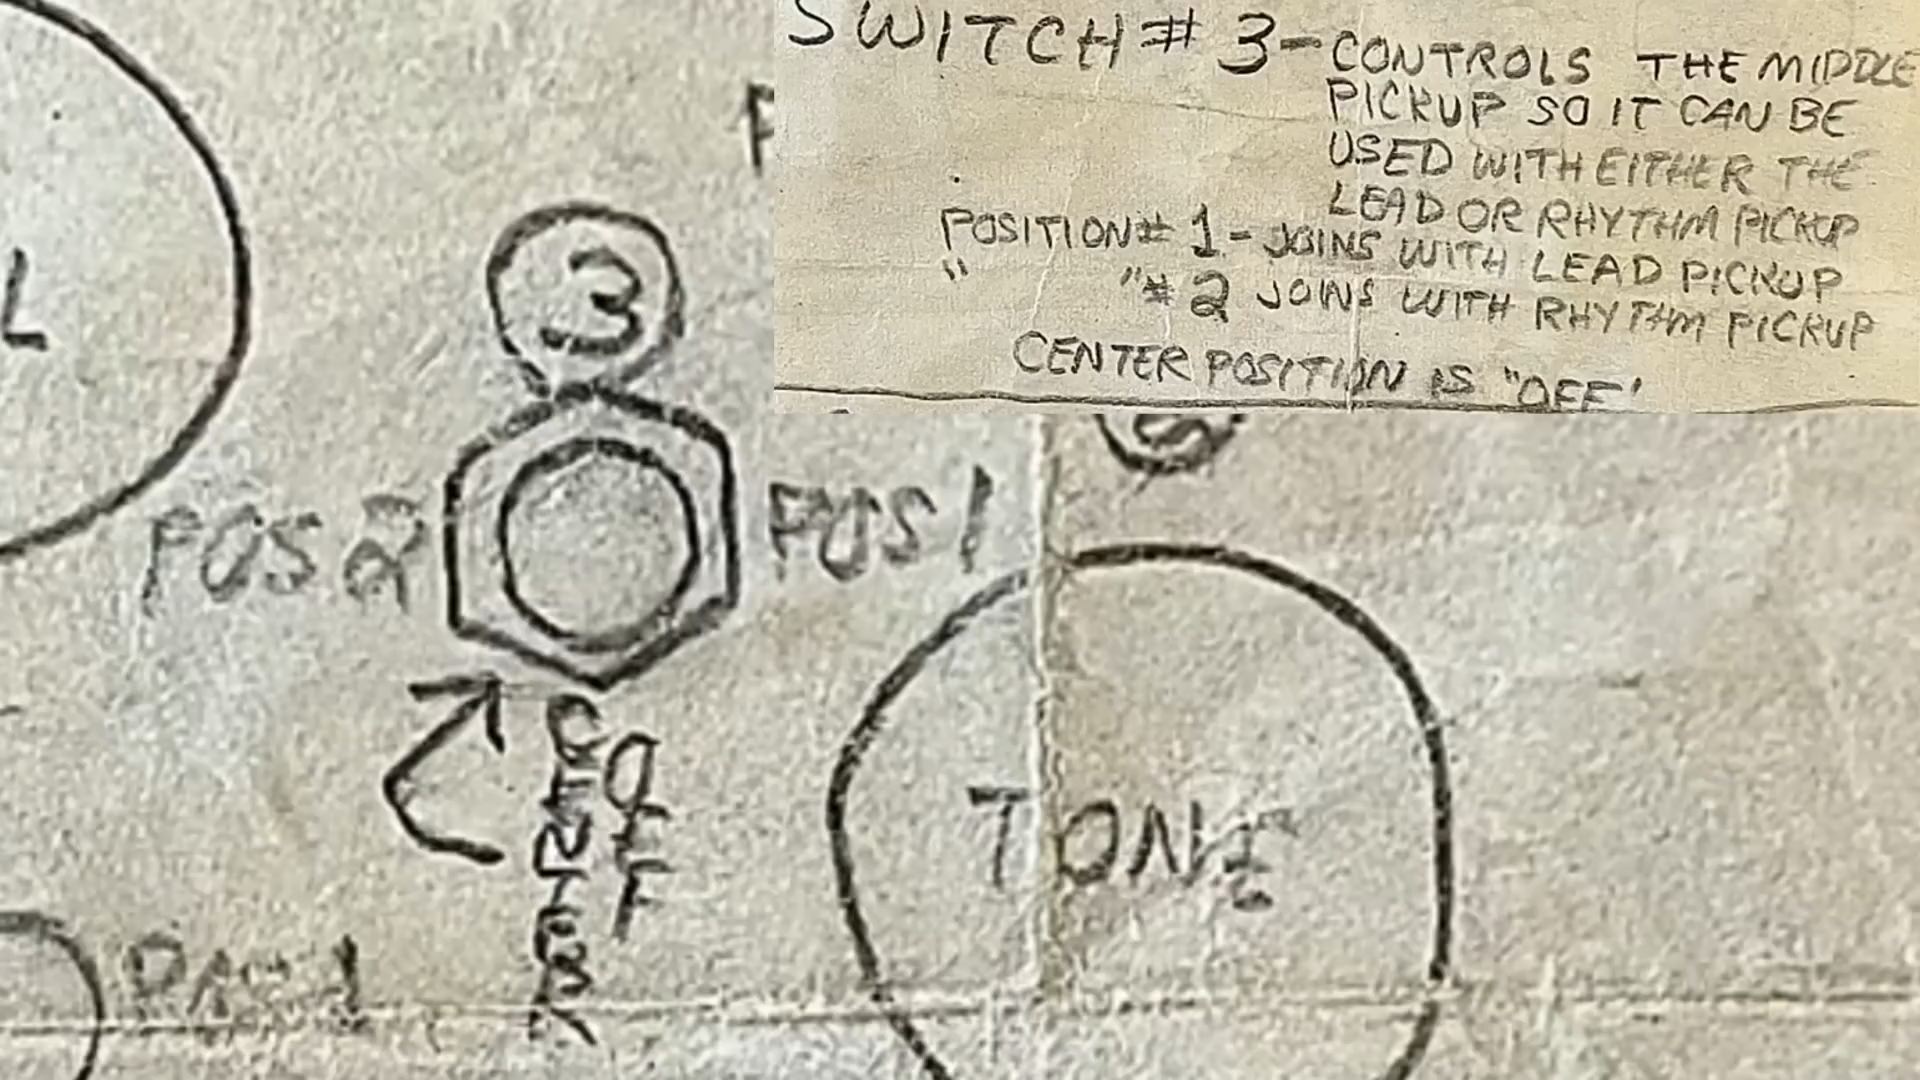 SWITCH # 3 - CONTROLS THE MIDDLE
PICKUP SO IT CAN BE
USED WITH EITHER THE
LEAD OR RHYTHM PICKUP
POSITION # 1 - JOINS WITH LEAD PICKUP
" " # 2 JOINS WITH RHYTHM PICKUP
CENTER POSITION IS "OFF'
L
3
POS 2
POS 1
CENTER
OFF
TONE